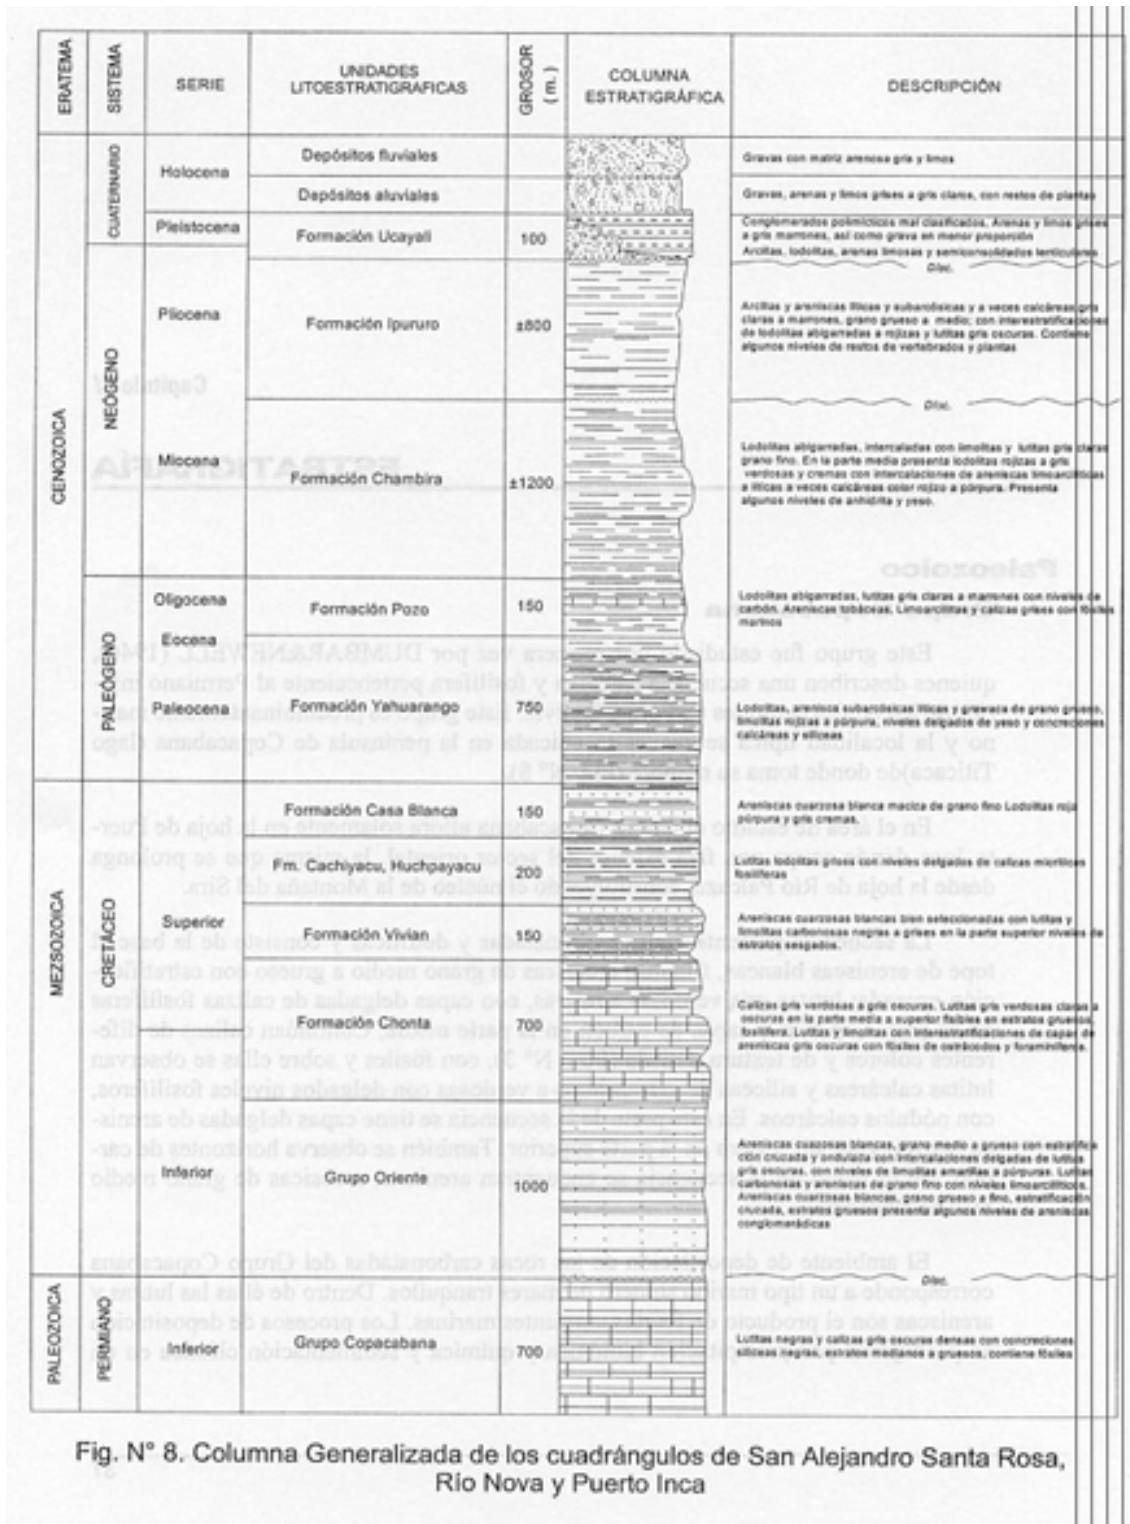 ERATEMA
SISTEMA
SERIE
UNIDADES
LITOESTRATIGRAFICAS
GROSOR
( m. )
COLUMNA
ESTRATIGRÁFICA
DESCRIPCIÓN
CENOZOICA
CUATERNARIO
Holocena
Depósitos fluviales
Gravas con matriz arenosa gris y limos
Depósitos aluviales
Gravas, arenas y limos grises a gris claros, con restos de plantas
Pleistocena
Formación Ucayali
100
Conglomerados polimícticos mal clasificados, Arenas y limos grises
a gris marrones, así como grava en menor proporción
Arcillas, lodolitas, arenas limosas y semiconsolidados lenticulares
Disc.
NEÓGENO
Pliocena
Formación Ipururo
±800
Arcillas y areniscas líticas y subarcósicas y a veces calcáreas gris
claras a marrones, grano grueso a medio; con interestratificaciones
de lodolitas abigarradas a rojizas y lutitas gris oscuras. Contiene
algunos niveles de restos de vertebrados y plantas
Disc.
Miocena
Formación Chambira
±1200
Lodolitas abigarradas, intercaladas con limolitas y lutitas gris claras
grano fino. En la parte media presenta lodolitas rojizas a gris
verdosas y cremas con intercalaciones de areniscas limoarcillíticas
a líticas a veces calcáreas color rojizo a púrpura. Presenta
algunos niveles de anhidrita y yeso.
PALEÓGENO
Oligocena
Formación Pozo
150
Lodolitas abigarradas, lutitas gris claras a marrones con niveles de
carbón. Areniscas tobáceas. Limoarcillitas y calizas grises con fósiles
marinos
Eocena
Paleocena
Formación Yahuarango
750
Lodolitas, arenisca subarcósicas líticas y grawaca de grano grueso,
limolitas rojizas a púrpura, niveles delgados de yeso y concreciones
calcáreas y silíceas
MEZSOZOICA
CRETÁCEO
Formación Casa Blanca
150
Areniscas cuarzosa blanca maciza de grano fino Lodolitas roja
púrpura y gris cremas.
Fm. Cachiyacu, Huchpayacu
200
Lutitas lodolitas grises con niveles delgados de calizas micríticas
fosilíferas
Superior
Formación Vivian
150
Areniscas cuarzosas blancas bien seleccionadas con lutitas y
limolitas carbonosas negras a grises en la parte superior niveles de
estratos sesgados.
Formación Chonta
700
Calizas gris verdosas a gris oscuras. Lutitas gris verdosas claras a
oscuras en la parte media a superior fisibles en estratos gruesos,
fosilífera. Lutitas y limolitas con interestratificaciones de capas de
areniscas gris oscuras con fósiles de ostrácodos y foraminíferos.
Inferior
Grupo Oriente
1000
Areniscas cuazosas blancas, grano medio a grueso con estratifica
ción cruzada y ondulada con intercalaciones delgadas de lutitas
gris oscuras, con niveles de limolitas amarillas a púrpuras. Lutitas
carbonosas y areniscas de grano fino con niveles limoarcillíticos.
Areniscas cuarzosas blancas, grano grueso a fino, estratificación
cruzada, estratos gruesos presenta algunos niveles de areniscas
conglomerádicas
Disc.
PALEOZOICA
PERMIANO
Inferior
Grupo Copacabana
700
Lutitas negras y calizas gris oscuras densas con concreciones
silíceas negras, estratos medianos a gruesos, contiene fósiles
Fig. N° 8. Columna Generalizada de los cuadrángulos de San Alejandro Santa Rosa,
Río Nova y Puerto Inca